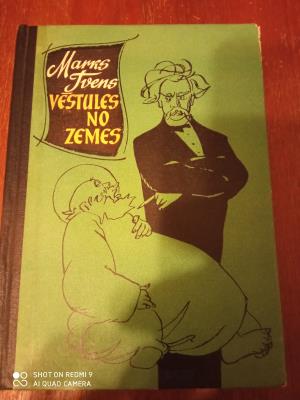 Marks
Tvens
VĒSTULES
NO
ZEMES
SHOT ON REDMI 9
AI QUAD CAMERA